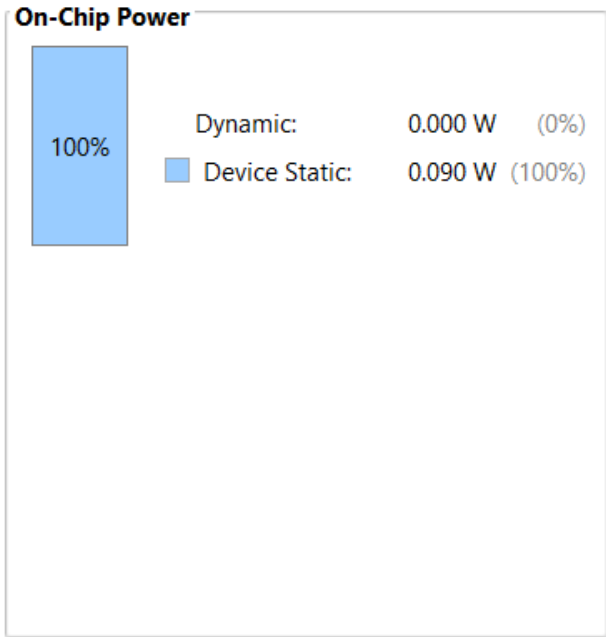 On-Chip Power
100%
Dynamic: 0.000 W (0%)
Device Static: 0.090 W (100%)